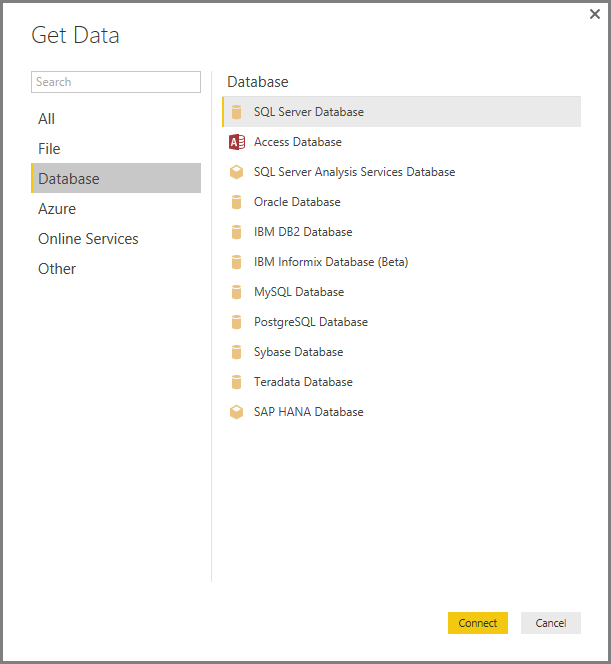 Get Data
Search
All
File
Database
Azure
Online Services
Other
Database
SQL Server Database
A Access Database
SQL Server Analysis Services Database
Oracle Database
IBM DB2 Database
IBM Informix Database (Beta)
MySQL Database
PostgreSQL Database
Sybase Database
Teradata Database
SAP HANA Database
Connect
Cancel